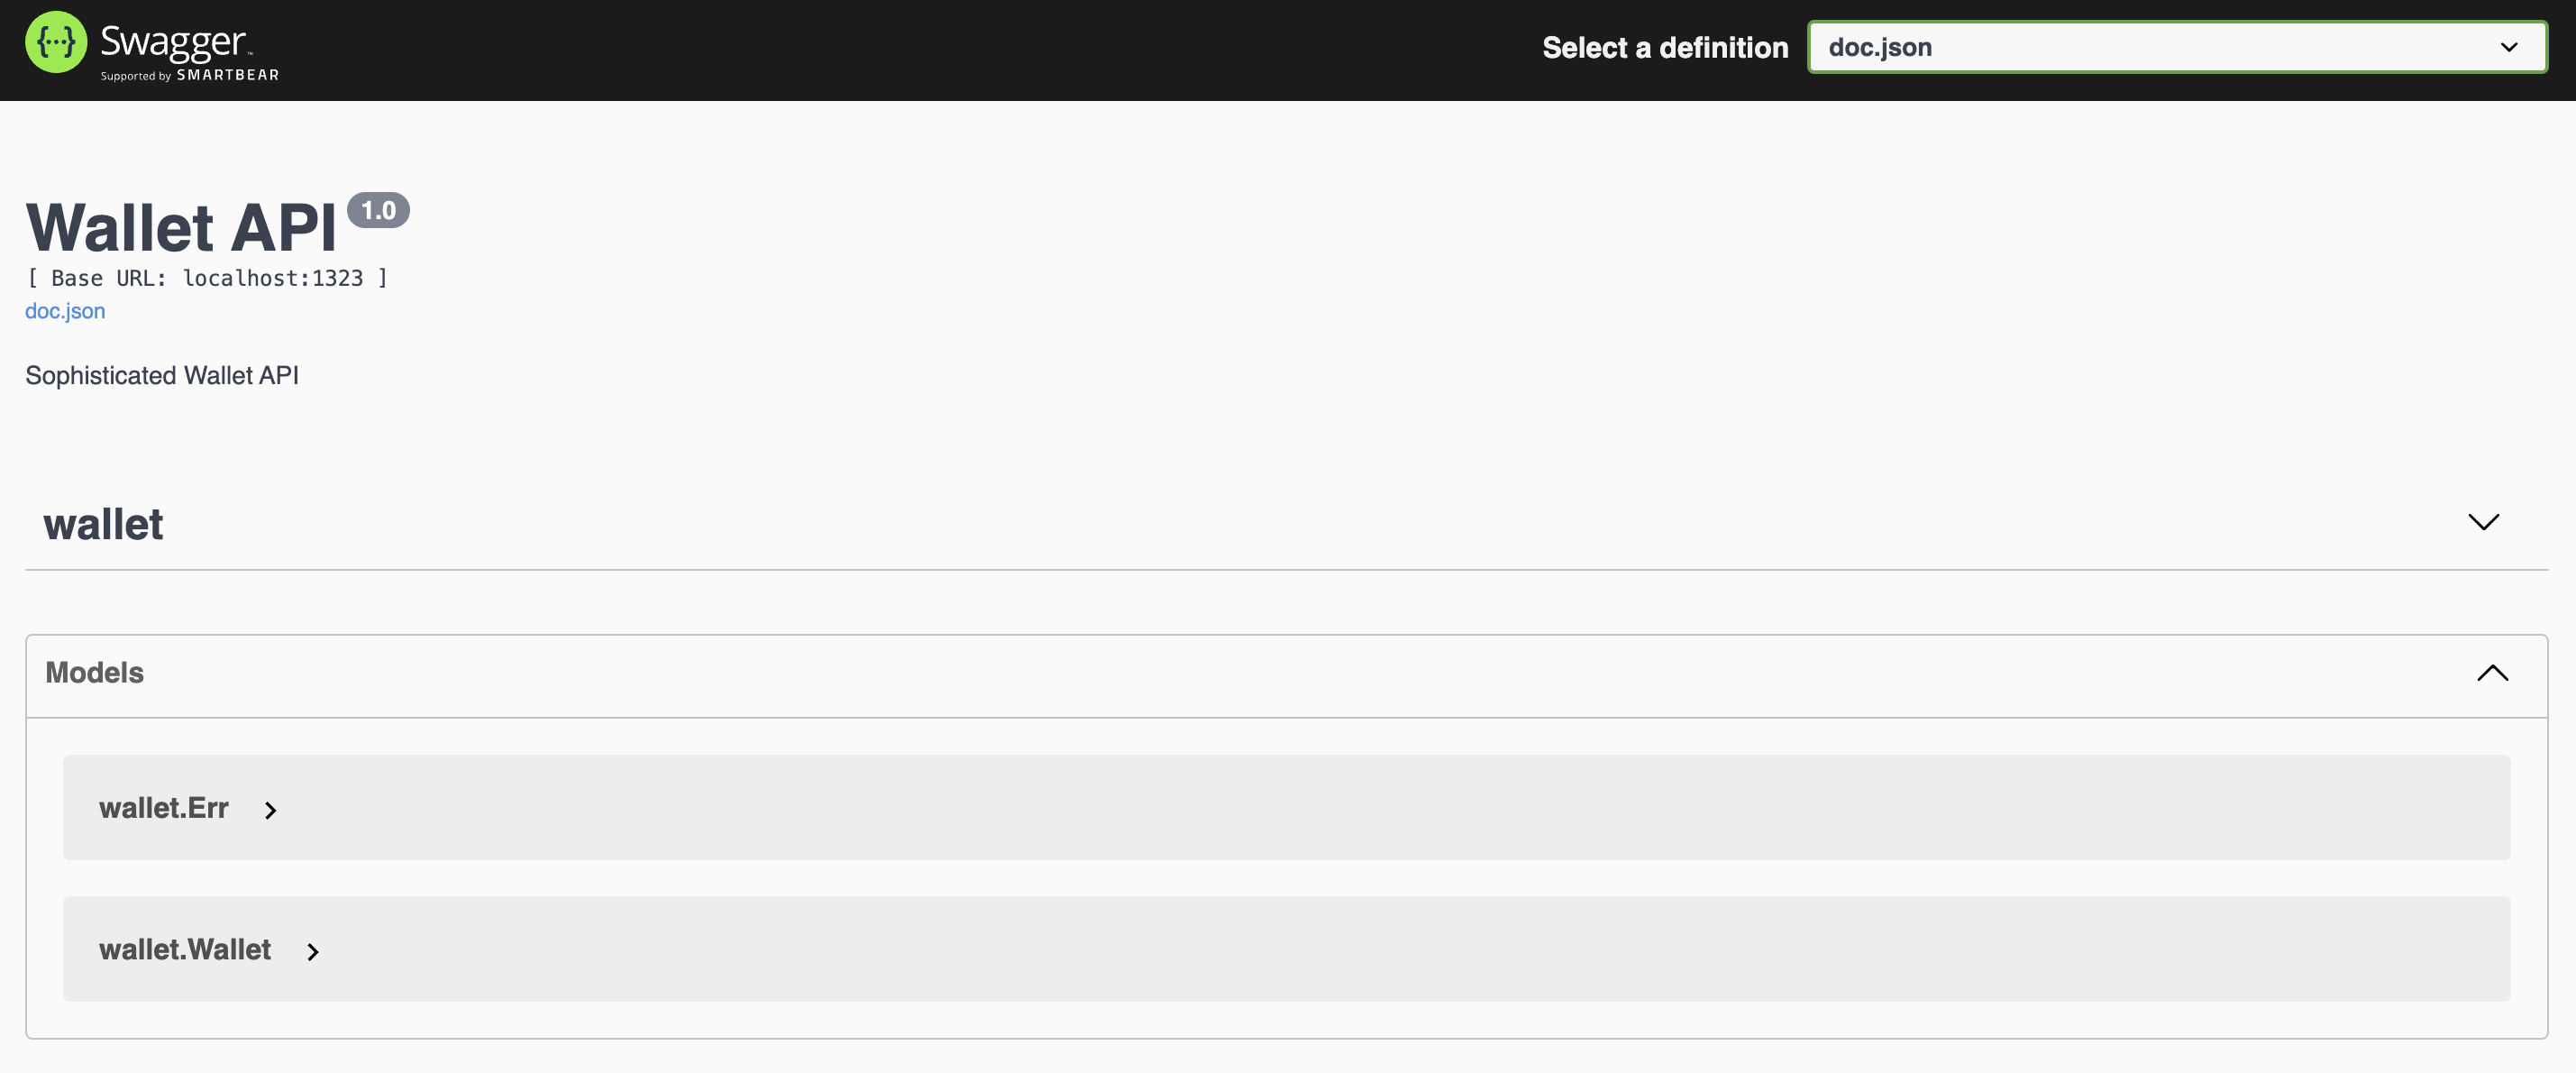 Swagger™
Supported by SMARTBEAR
Select a definition
doc.json
Wallet API 1.0
[ Base URL: localhost:1323 ]
doc.json
Sophisticated Wallet API
wallet
Models
wallet.Err
wallet.Wallet